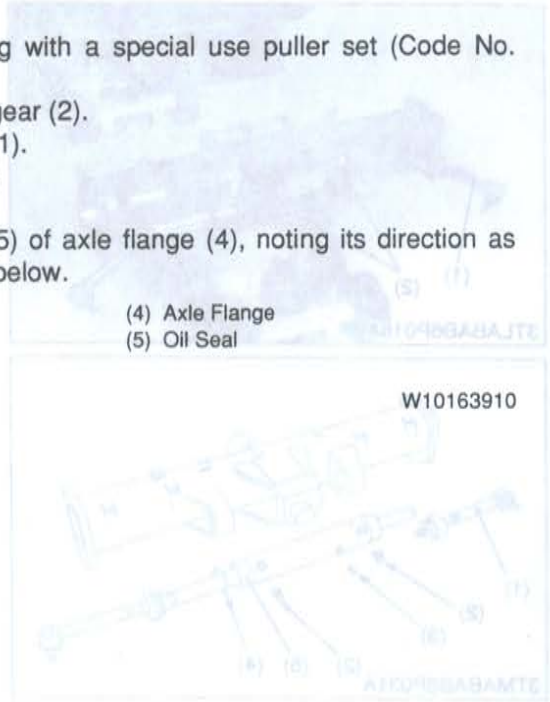 g with a special use puller set (Code No.
ear (2).
1).
5) of axle flange (4), noting its direction as
below.
(4) Axle Flange
(5) Oil Seal
W10163910